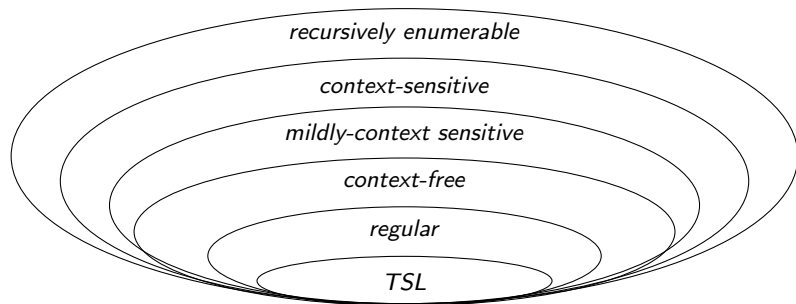 recursively enumerable
context-sensitive
mildly-context sensitive
context-free
regular
TSL